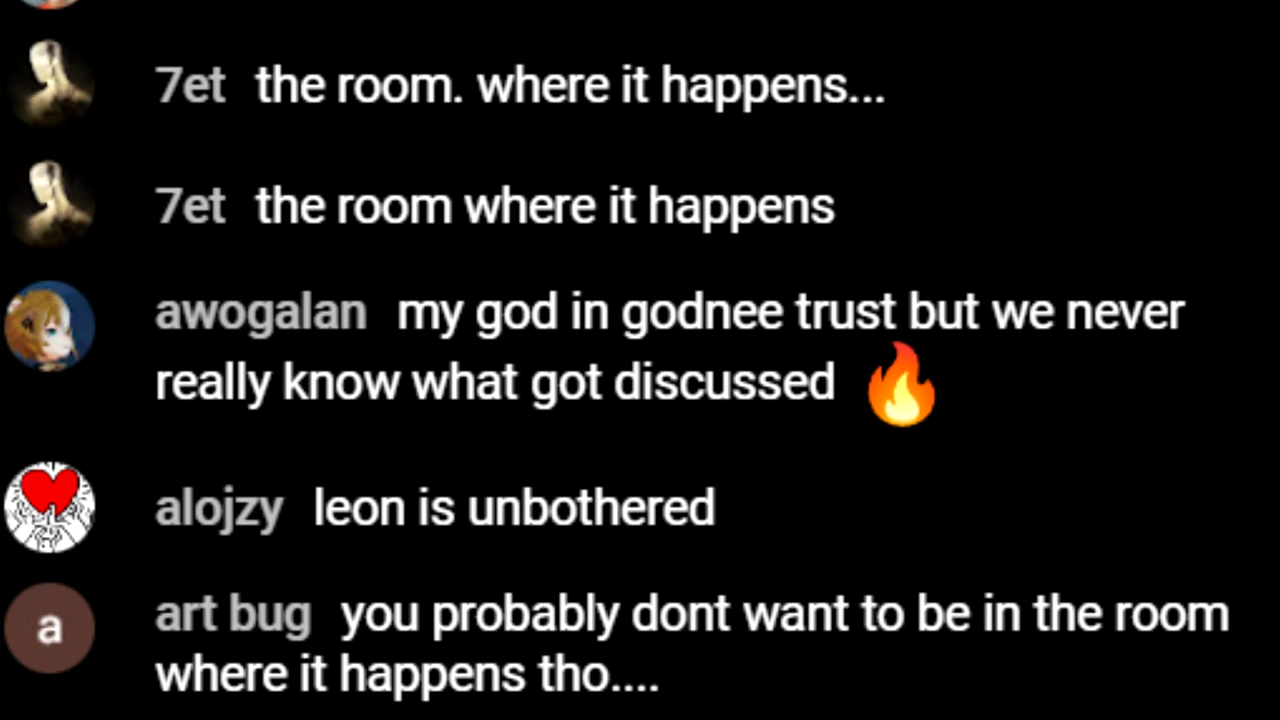 7et the room. where it happens...
7et the room where it happens
awogalan my god in godnee trust but we never
really know what got discussed 🔥
alojzy leon is unbothered
a
art bug you probably dont want to be in the room
where it happens tho....